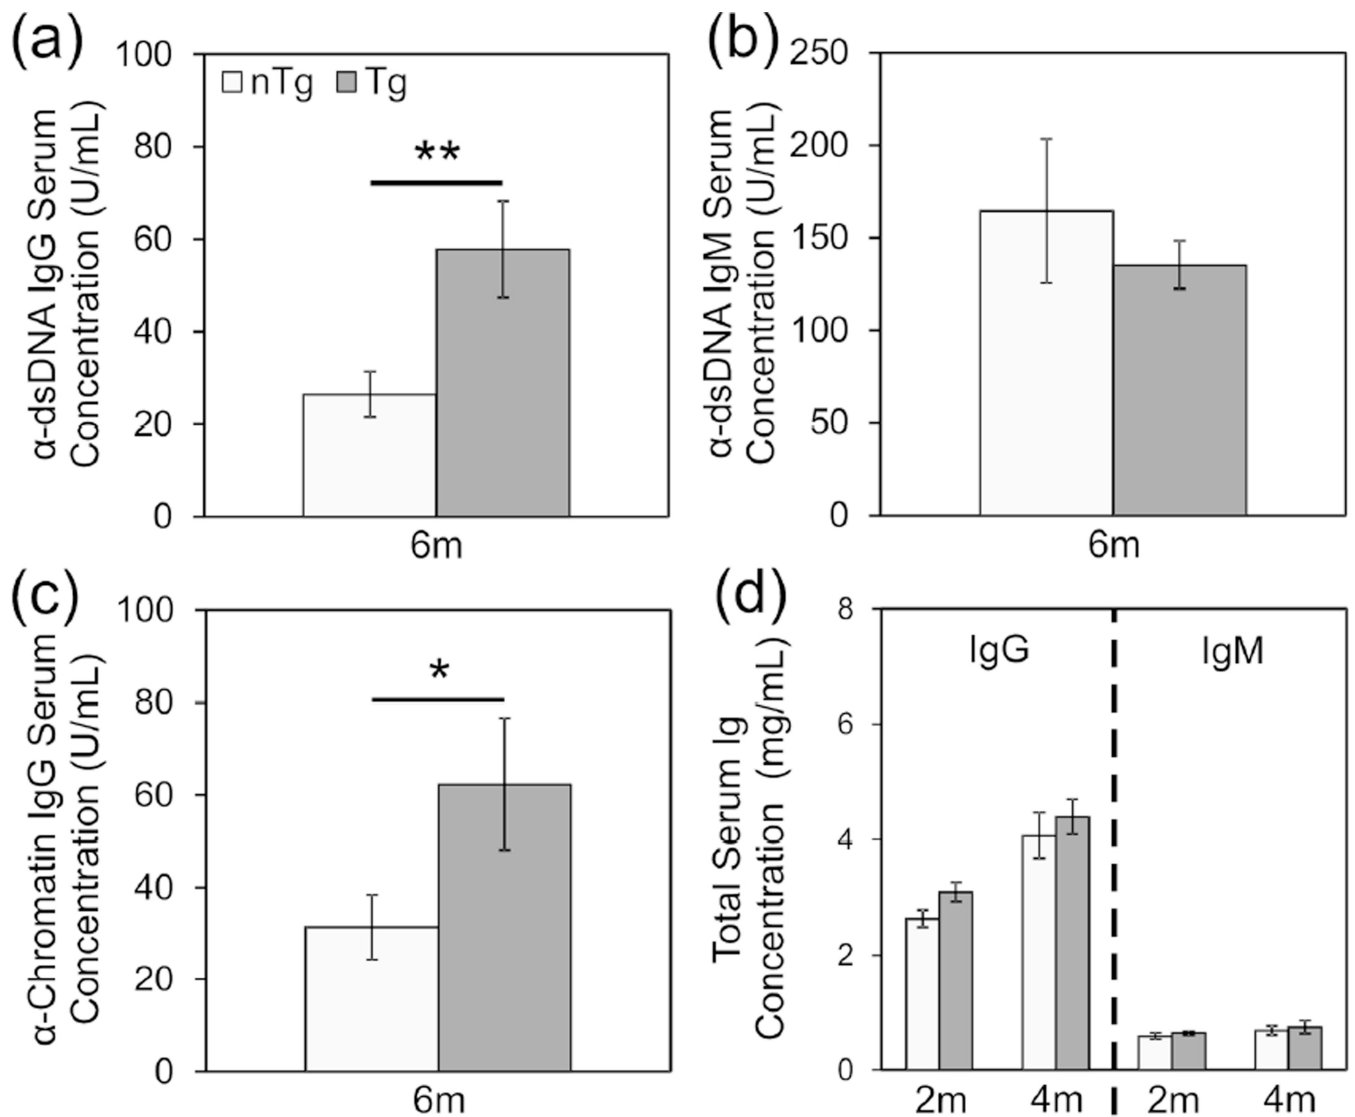 (a)
α-dsDNA IgG Serum
Concentration (U/mL)
100
80
60
40
20
0
nTg Tg
**
6m
(b)
α-dsDNA IgM Serum
Concentration (U/mL)
250
200
150
100
50
0
6m
(c)
α-Chromatin IgG Serum
Concentration (U/mL)
100
80
60
40
20
0
*
6m
(d)
Total Serum Ig
Concentration (mg/mL)
8
6
4
2
0
IgG IgM
2m 4m 2m 4m